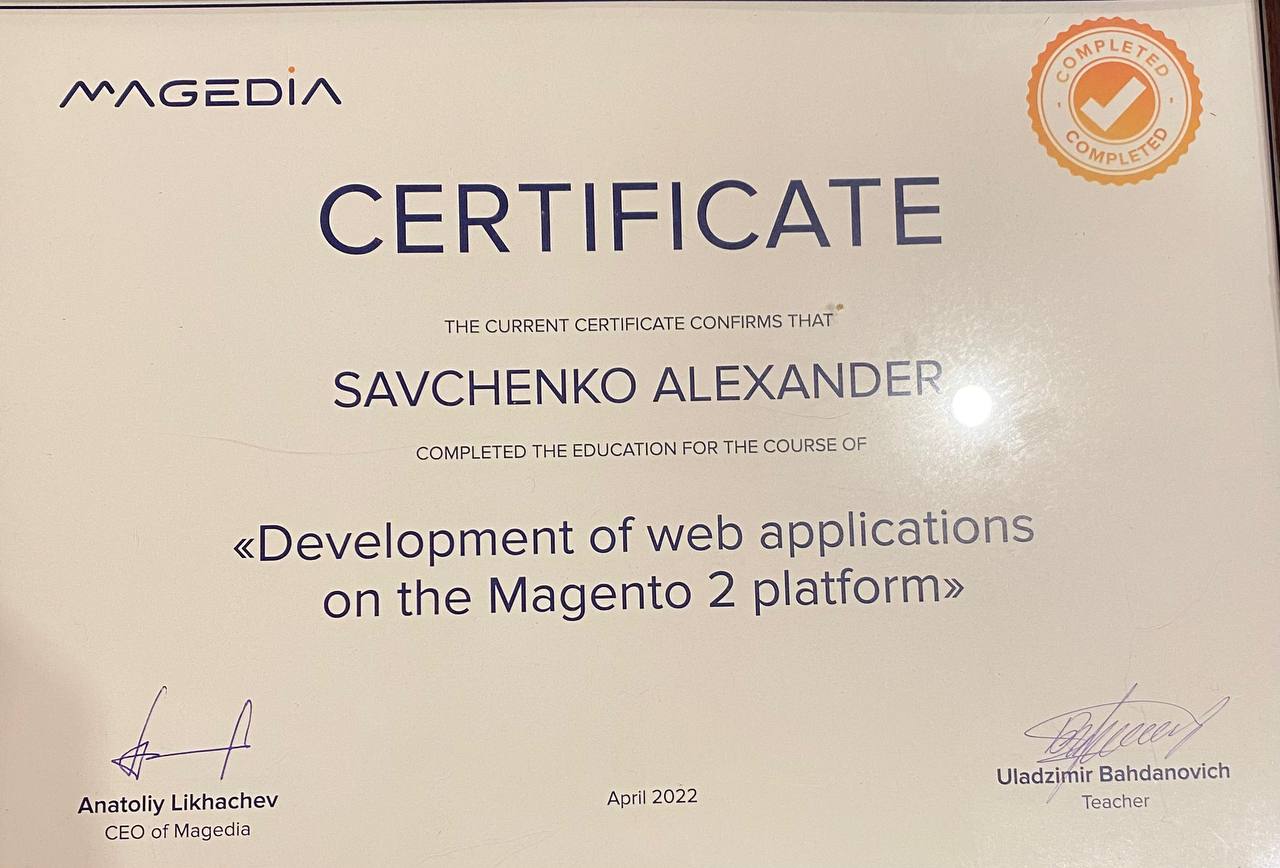 MAGEDIA
COMPLETED
COMPLETED
CERTIFICATE
THE CURRENT CERTIFICATE CONFIRMS THAT
SAVCHENKO ALEXANDER
COMPLETED THE EDUCATION FOR THE COURSE OF
«Development of web applications
on the Magento 2 platform»
Anatoliy Likhachev
CEO of Magedia
April 2022
Uladzimir Bahdanovich
Teacher